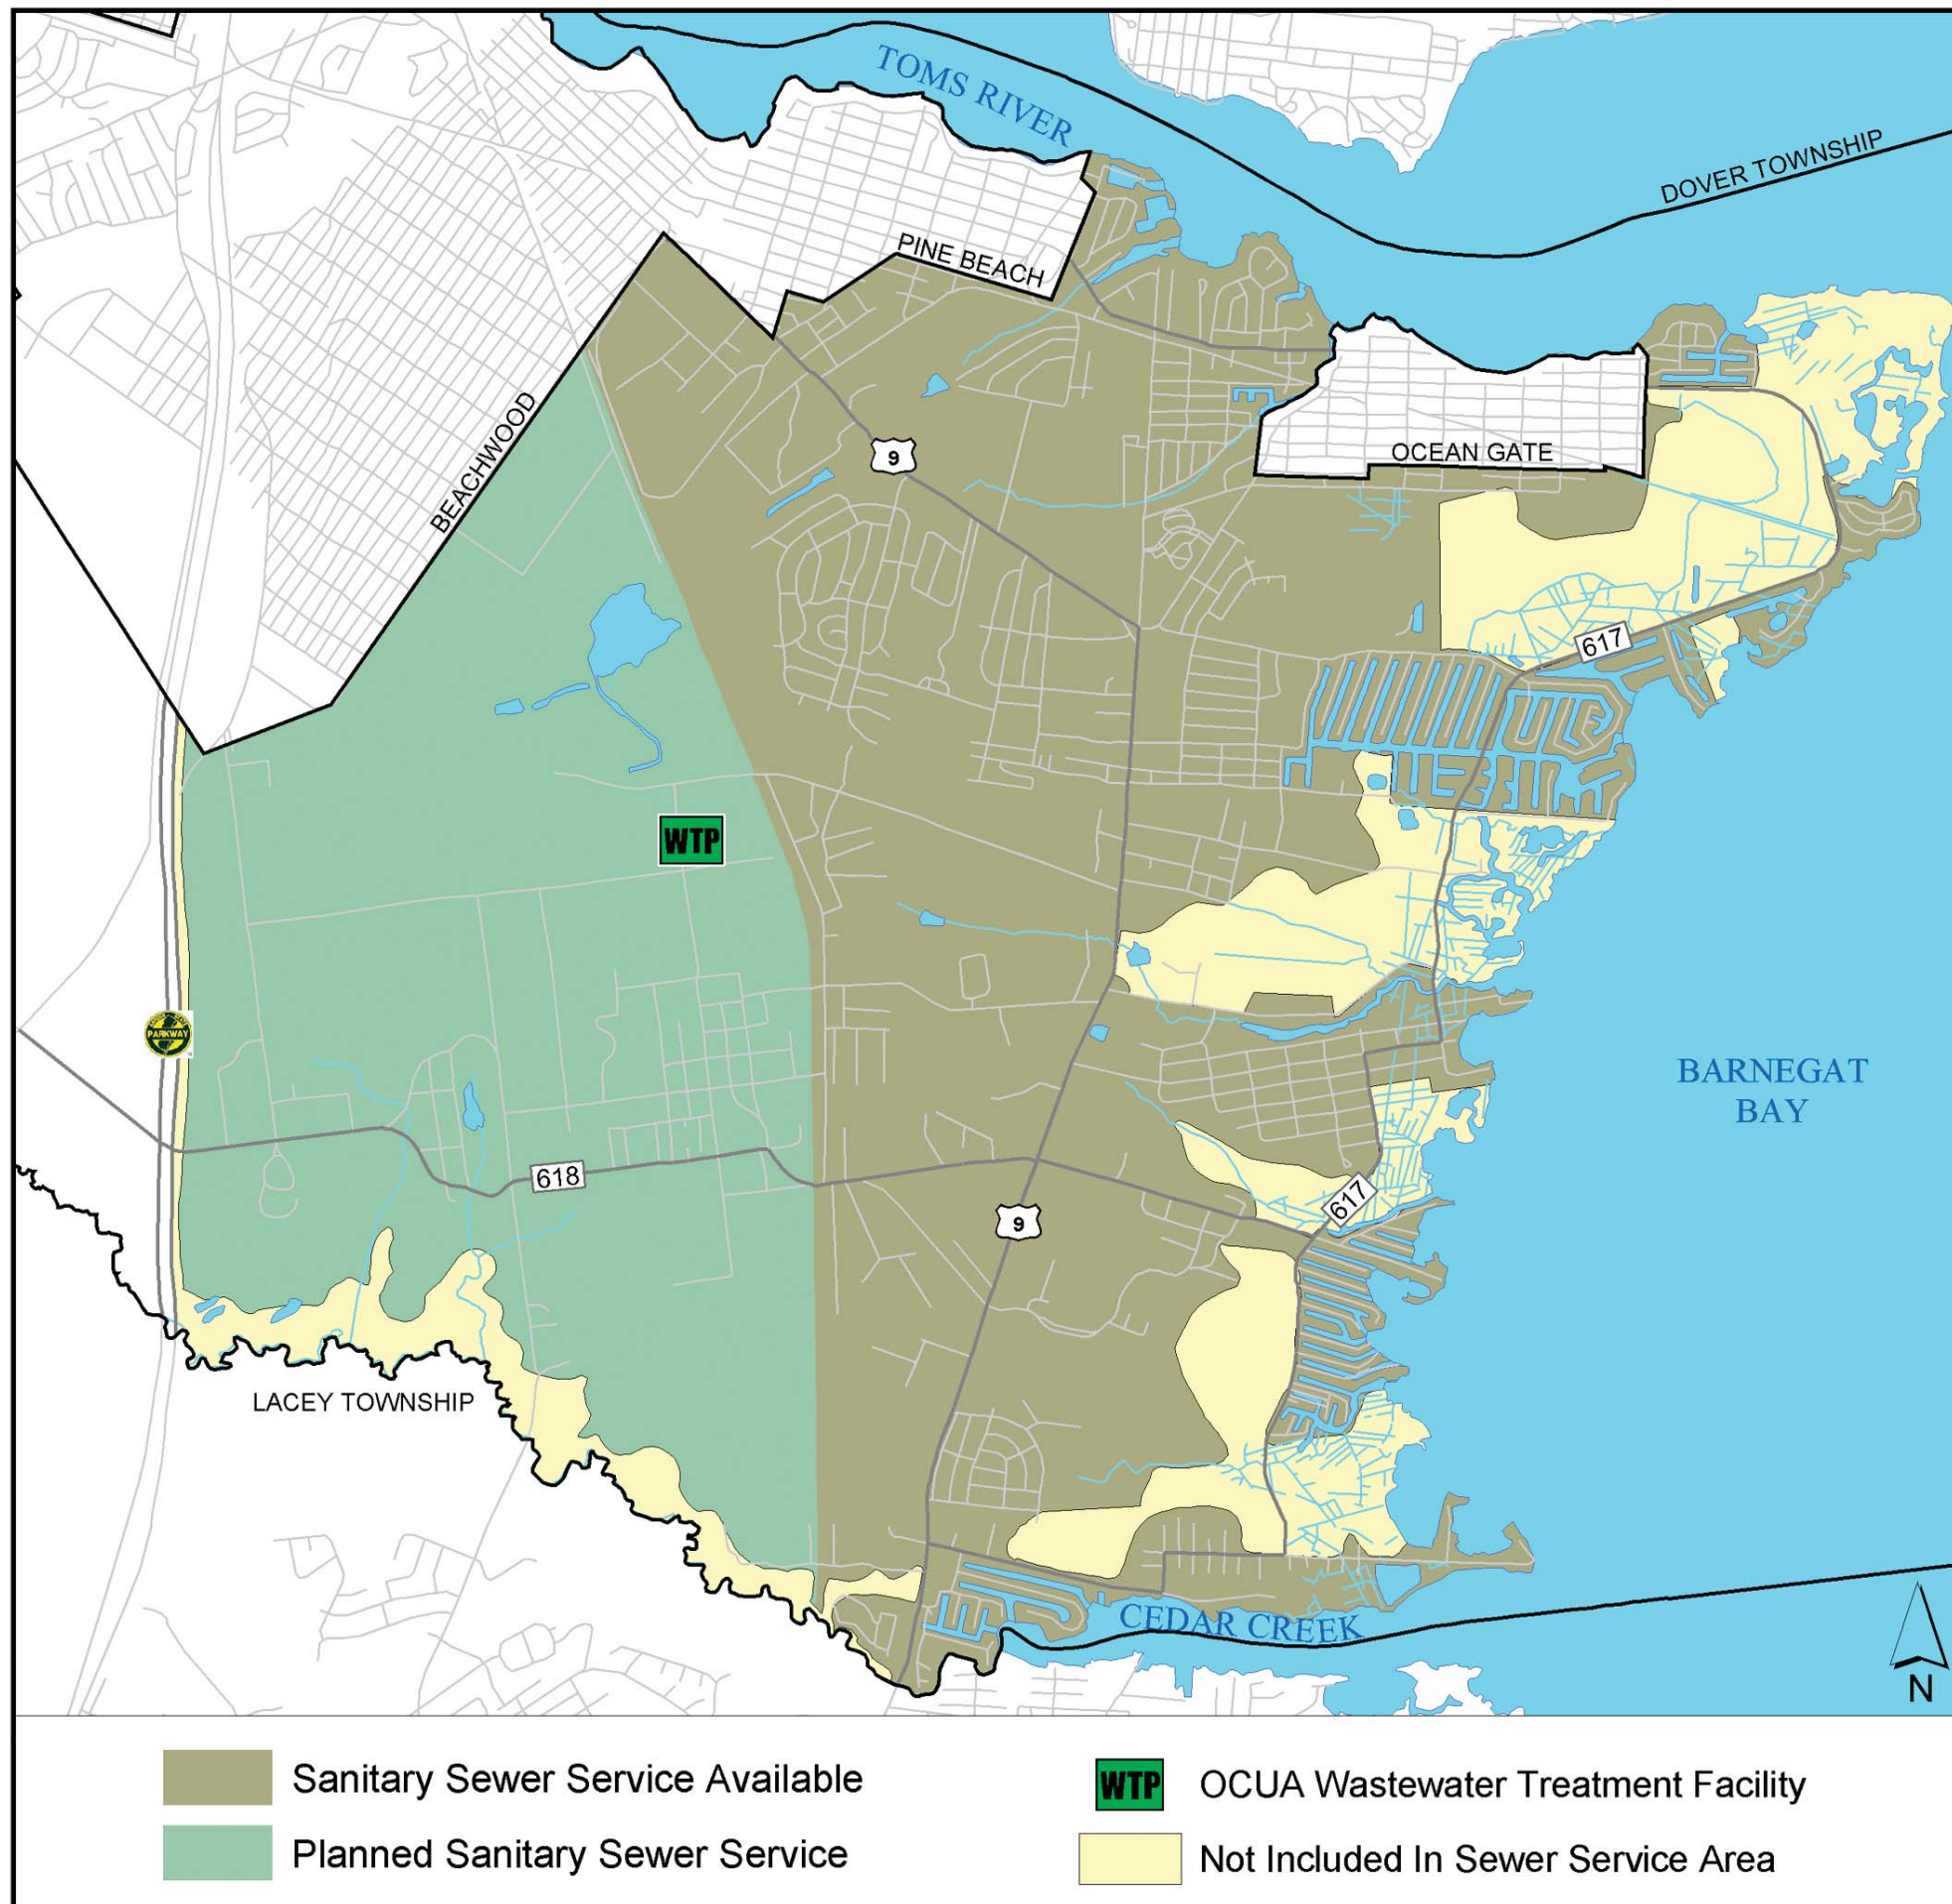 TOMS RIVER
DOVER TOWNSHIP
PINE BEACH
BEACHWOOD
9
OCEAN GATE
617
WTP
PARKWAY
BARNEGAT
BAY
618
617
9
LACEY TOWNSHIP
CEDAR CREEK
N
Sanitary Sewer Service Available
WTP OCUA Wastewater Treatment Facility
Planned Sanitary Sewer Service
Not Included In Sewer Service Area